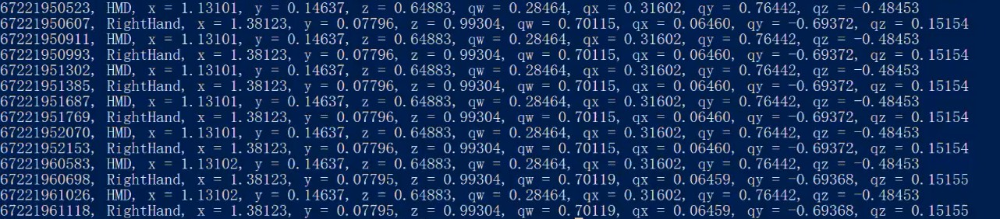 67221950523, HMD, x = 1.13101, y = 0.14637, z = 0.64883, qw = 0.28464, qx = 0.31602, qy = 0.76442, qz = -0.48453
67221950607, RightHand, x = 1.38123, y = 0.07796, z = 0.99304, qw = 0.70115, qx = 0.06460, qy = -0.69372, qz = 0.15154
67221950911, HMD, x = 1.13101, y = 0.14637, z = 0.64883, qw = 0.28464, qx = 0.31602, qy = 0.76442, qz = -0.48453
67221950993, RightHand, x = 1.38123, y = 0.07796, z = 0.99304, qw = 0.70115, qx = 0.06460, qy = -0.69372, qz = 0.15154
67221951302, HMD, x = 1.13101, y = 0.14637, z = 0.64883, qw = 0.28464, qx = 0.31602, qy = 0.76442, qz = -0.48453
67221951385, RightHand, x = 1.38123, y = 0.07796, z = 0.99304, qw = 0.70115, qx = 0.06460, qy = -0.69372, qz = 0.15154
67221951687, HMD, x = 1.13101, y = 0.14637, z = 0.64883, qw = 0.28464, qx = 0.31602, qy = 0.76442, qz = -0.48453
67221951769, RightHand, x = 1.38123, y = 0.07796, z = 0.99304, qw = 0.70115, qx = 0.06460, qy = -0.69372, qz = 0.15154
67221952070, HMD, x = 1.13101, y = 0.14637, z = 0.64883, qw = 0.28464, qx = 0.31602, qy = 0.76442, qz = -0.48453
67221952153, RightHand, x = 1.38123, y = 0.07796, z = 0.99304, qw = 0.70115, qx = 0.06460, qy = -0.69372, qz = 0.15154
67221960583, HMD, x = 1.13102, y = 0.14637, z = 0.64883, qw = 0.28464, qx = 0.31602, qy = 0.76442, qz = -0.48453
67221960698, RightHand, x = 1.38123, y = 0.07795, z = 0.99304, qw = 0.70119, qx = 0.06459, qy = -0.69368, qz = 0.15155
67221961026, HMD, x = 1.13102, y = 0.14637, z = 0.64883, qw = 0.28464, qx = 0.31602, qy = 0.76442, qz = -0.48453
67221961118, RightHand, x = 1.38123, y = 0.07795, z = 0.99304, qw = 0.70119, qx = 0.06459, qy = -0.69368, qz = 0.15155